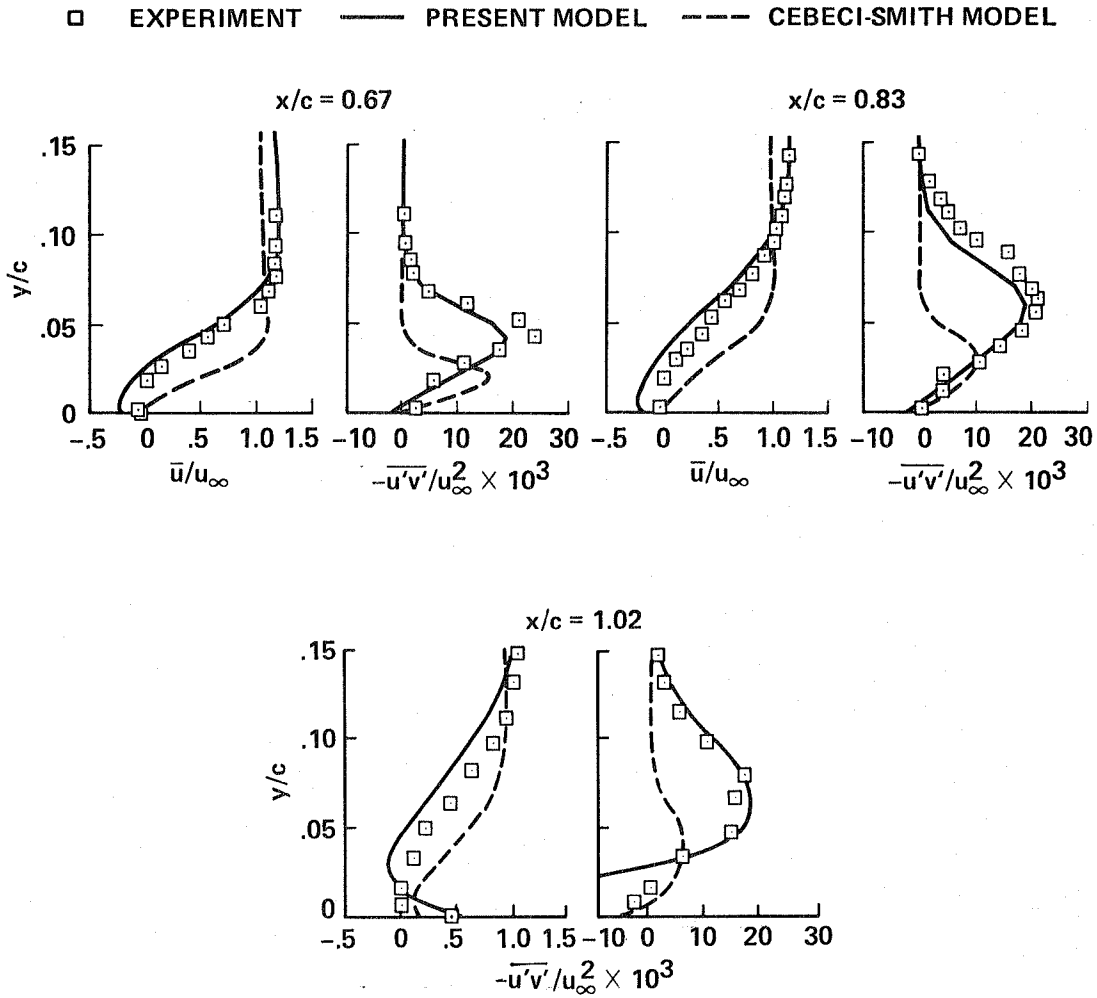 EXPERIMENT PRESENT MODEL CEBECI-SMITH MODEL
x/c = 0.67 x/c = 0.83
y/c
.15
.10
.05
0
-.5 0 .5 1.0 1.5 -10 0 10 20 30 -.5 0 .5 1.0 1.5 -10 0 10 20 30
u̅/u∞ -u'v'/u∞² × 10³ u̅/u∞ -u'v'/u∞² × 10³
x/c = 1.02
y/c
.15
.10
.05
0
-.5 0 .5 1.0 1.5 -10 0 10 20 30
-u'v'/u∞² × 10³